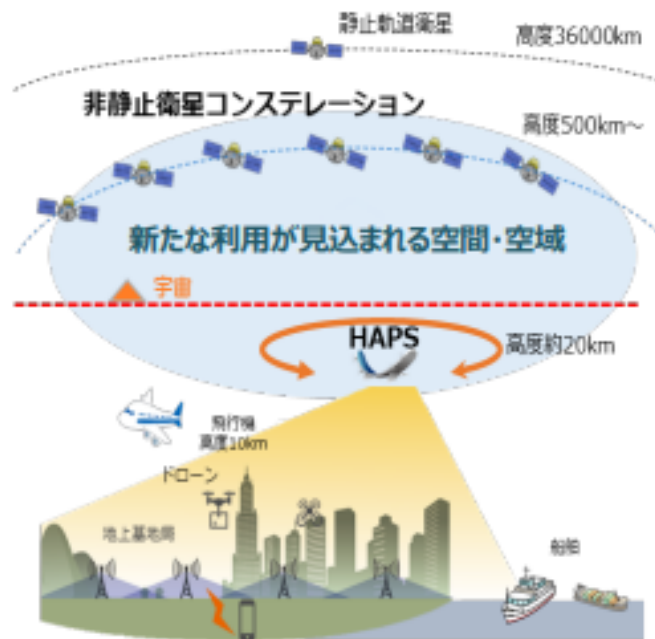 静止軌道衛星
高度36000km
非静止衛星コンステレーション
高度500km～
新たな利用が見込まれる空間・空域
宇宙
HAPS
高度約20km
飛行機
高度10km
ドローン
地上基地局
船舶